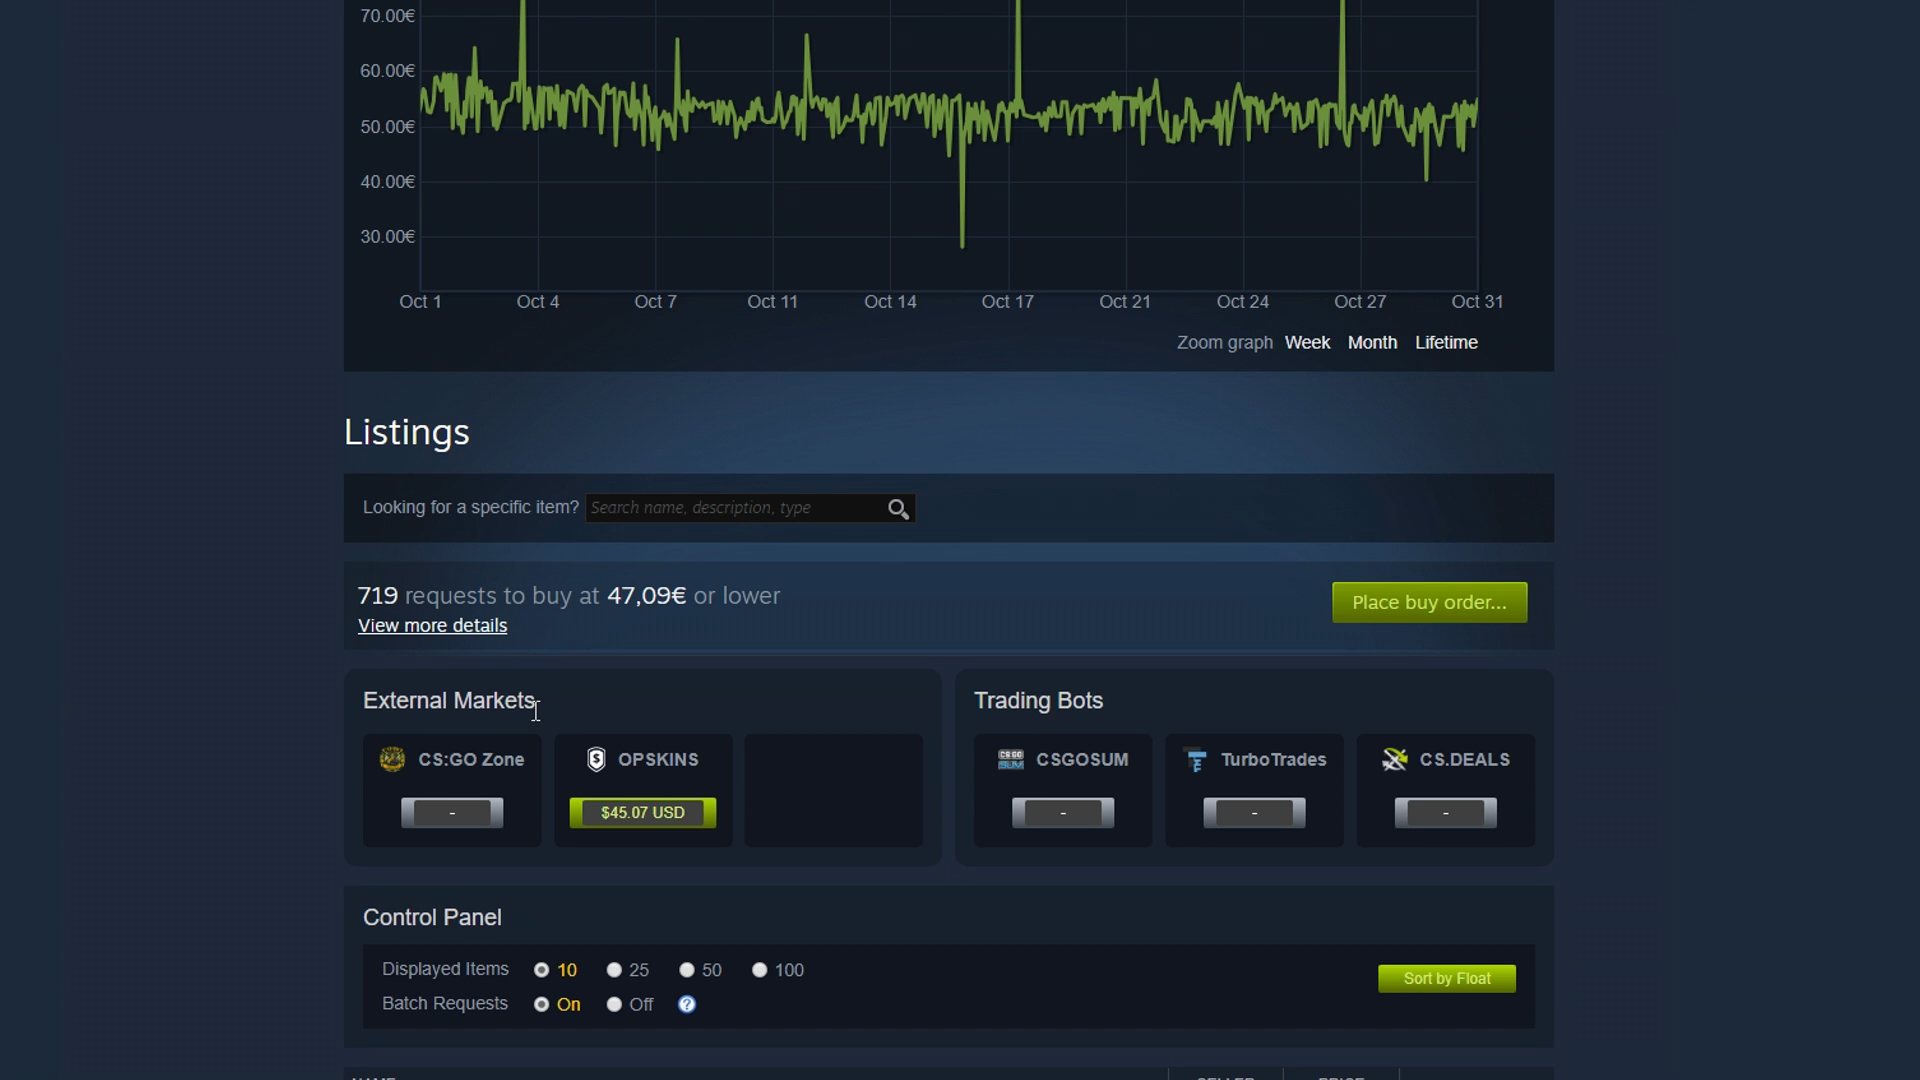 70.00€
60.00€
50.00€
40.00€
30.00€
Oct 1 Oct 4 Oct 7 Oct 11 Oct 14 Oct 17 Oct 21 Oct 24 Oct 27 Oct 31
Zoom graph Week Month Lifetime
Listings
Looking for a specific item? Search name, description, type
719 requests to buy at 47,09€ or lower
Place buy order...
View more details
External Markets
CS:GO Zone OPSKINS
- $45.07 USD
Trading Bots
CSGOSUM TurboTrades CS.DEALS
- - -
Control Panel
Displayed Items 10 25 50 100
Sort by Float
Batch Requests On Off ?